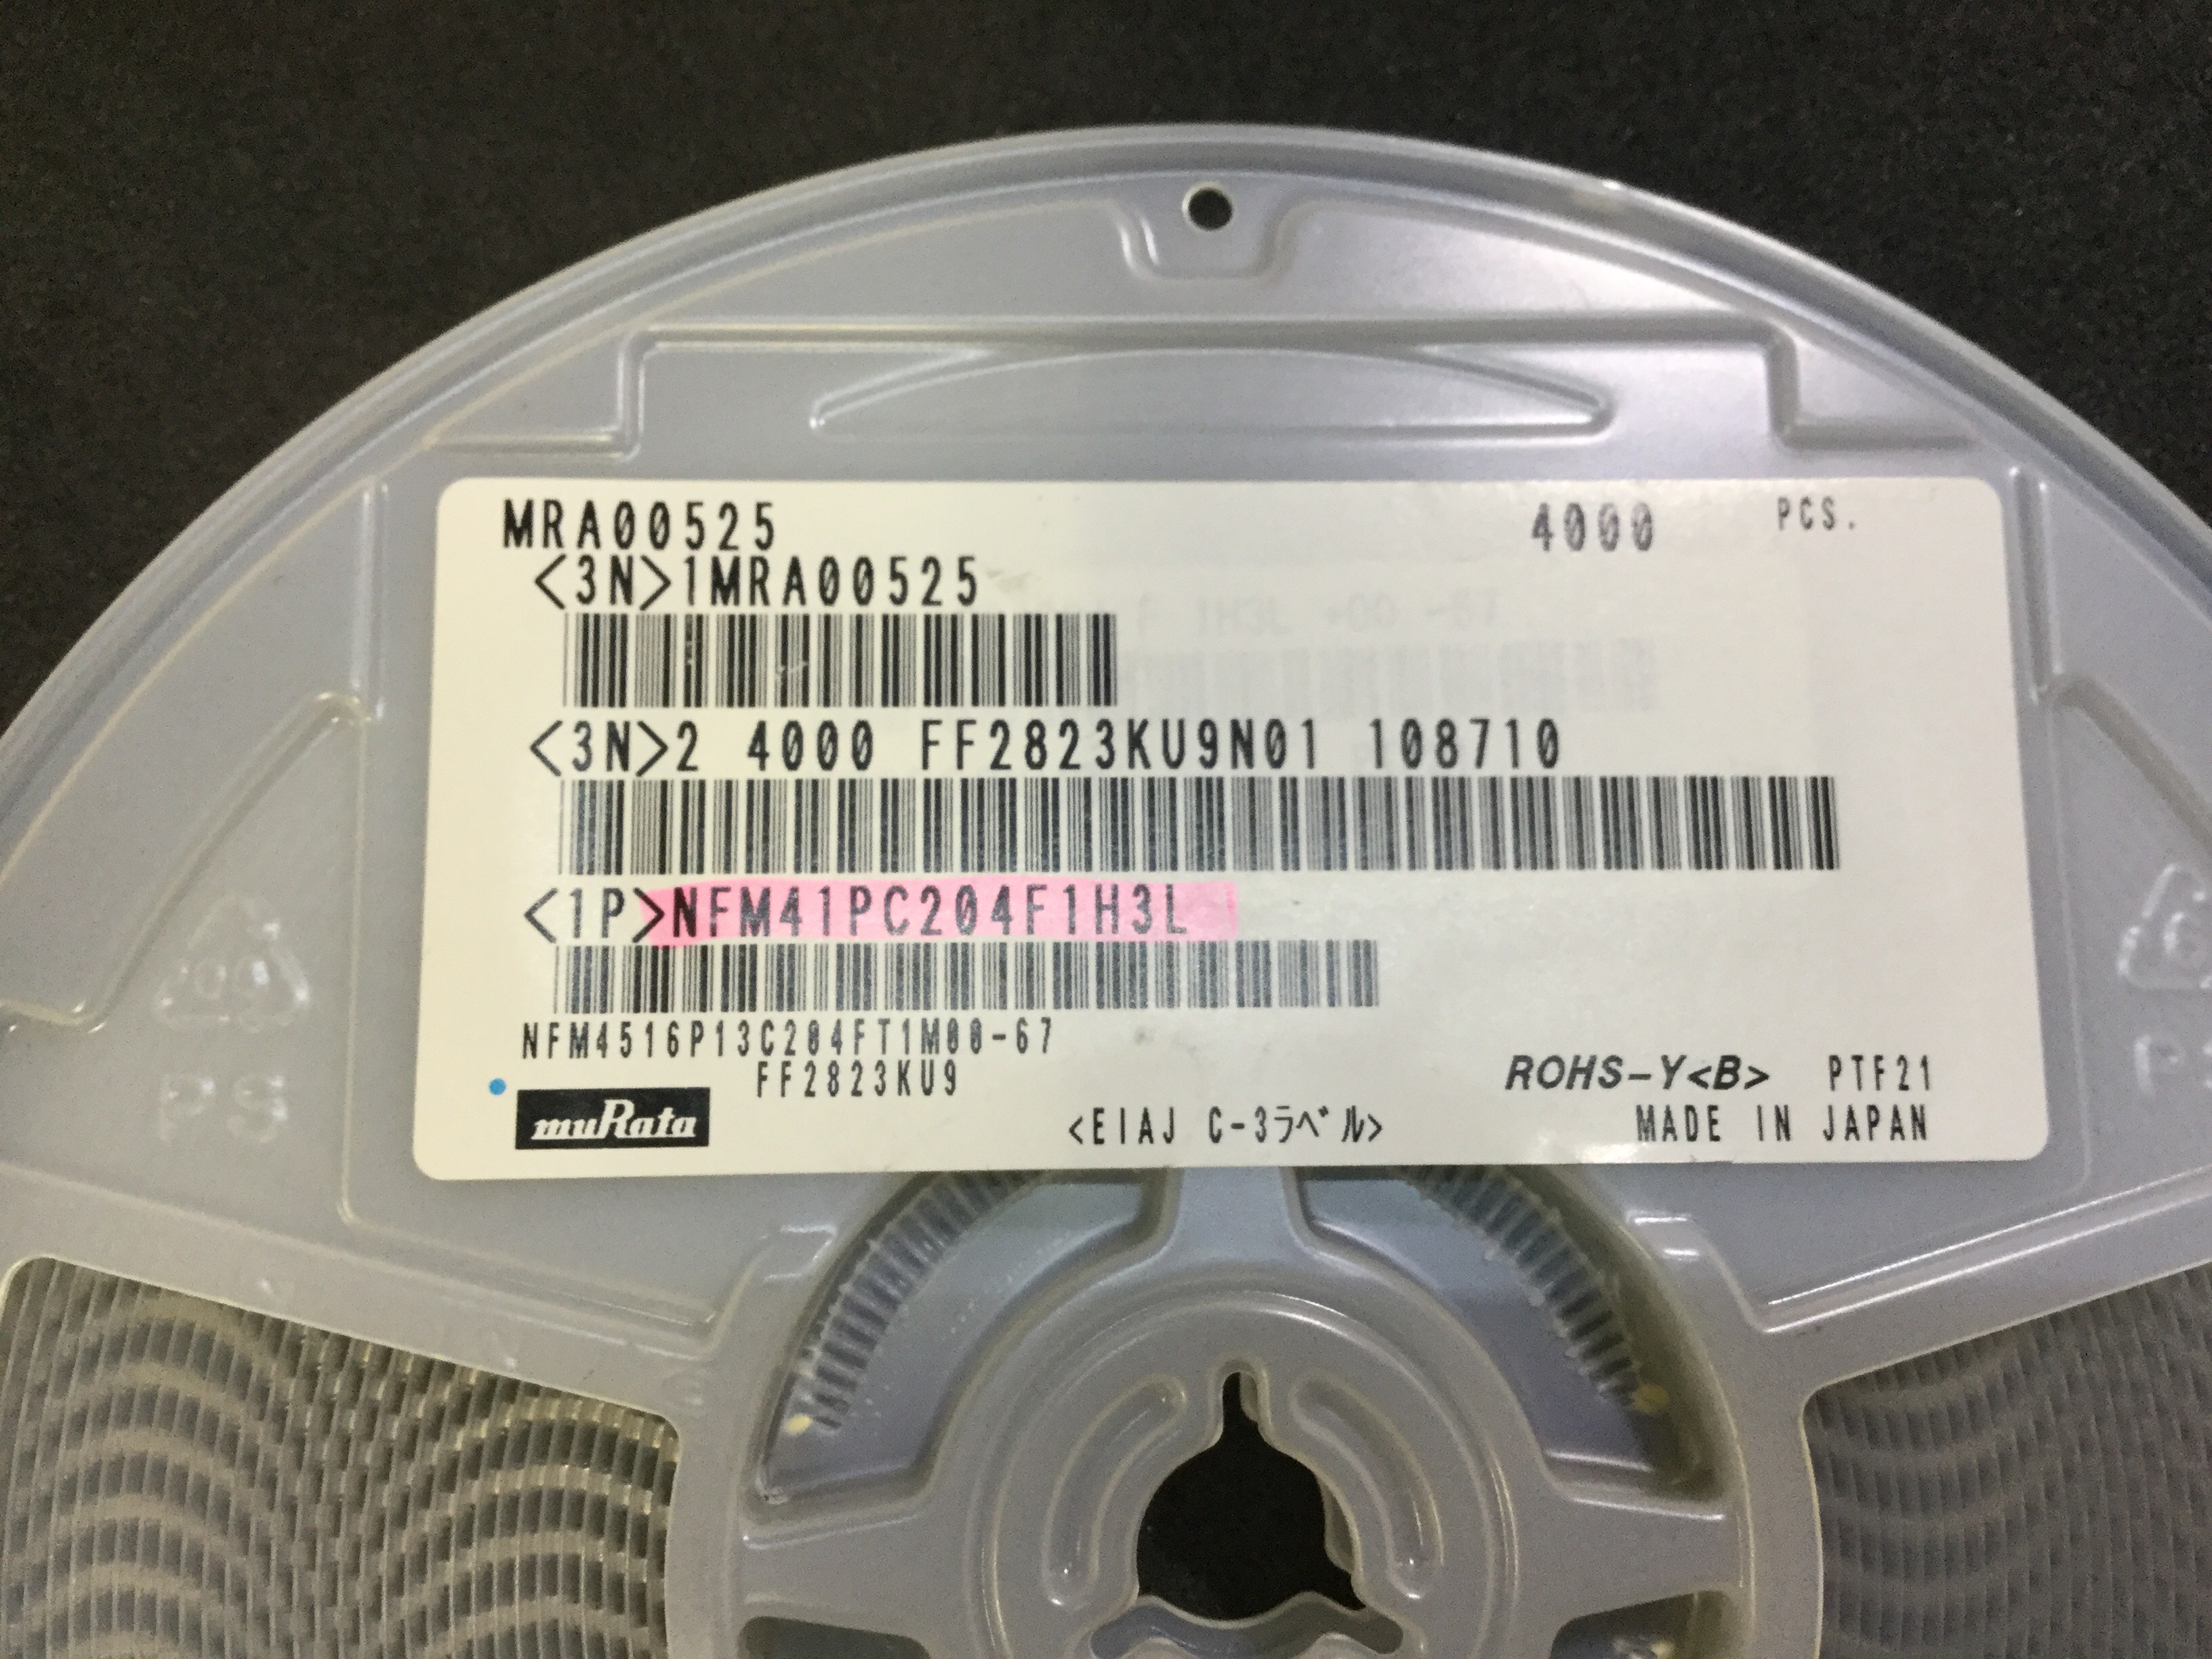 MRA00525 4000 PCS.
<3N>1MRA00525
<3N>2 4000 FF2823KU9N01 108710
<1P>NFM41PC204F1H3L
NFM4516P13C204FT1M00-67
FF2823KU9
ROHS-Y<B> PTF21
muRata
<EIAJ C-3ラベル>
MADE IN JAPAN
PS